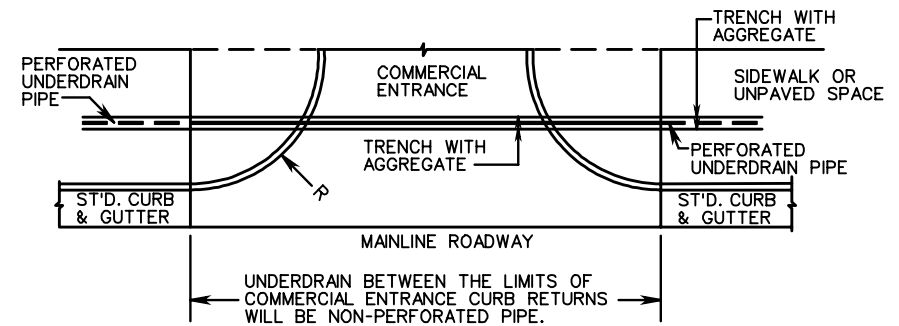 TRENCH WITH
AGGREGATE
PERFORATED
UNDERDRAIN
PIPE
COMMERCIAL
ENTRANCE
SIDEWALK OR
UNPAVED SPACE
TRENCH WITH
AGGREGATE
PERFORATED
UNDERDRAIN PIPE
R
ST'D. CURB
& GUTTER
ST'D. CURB
& GUTTER
MAINLINE ROADWAY
UNDERDRAIN BETWEEN THE LIMITS OF
COMMERCIAL ENTRANCE CURB RETURNS
WILL BE NON-PERFORATED PIPE.